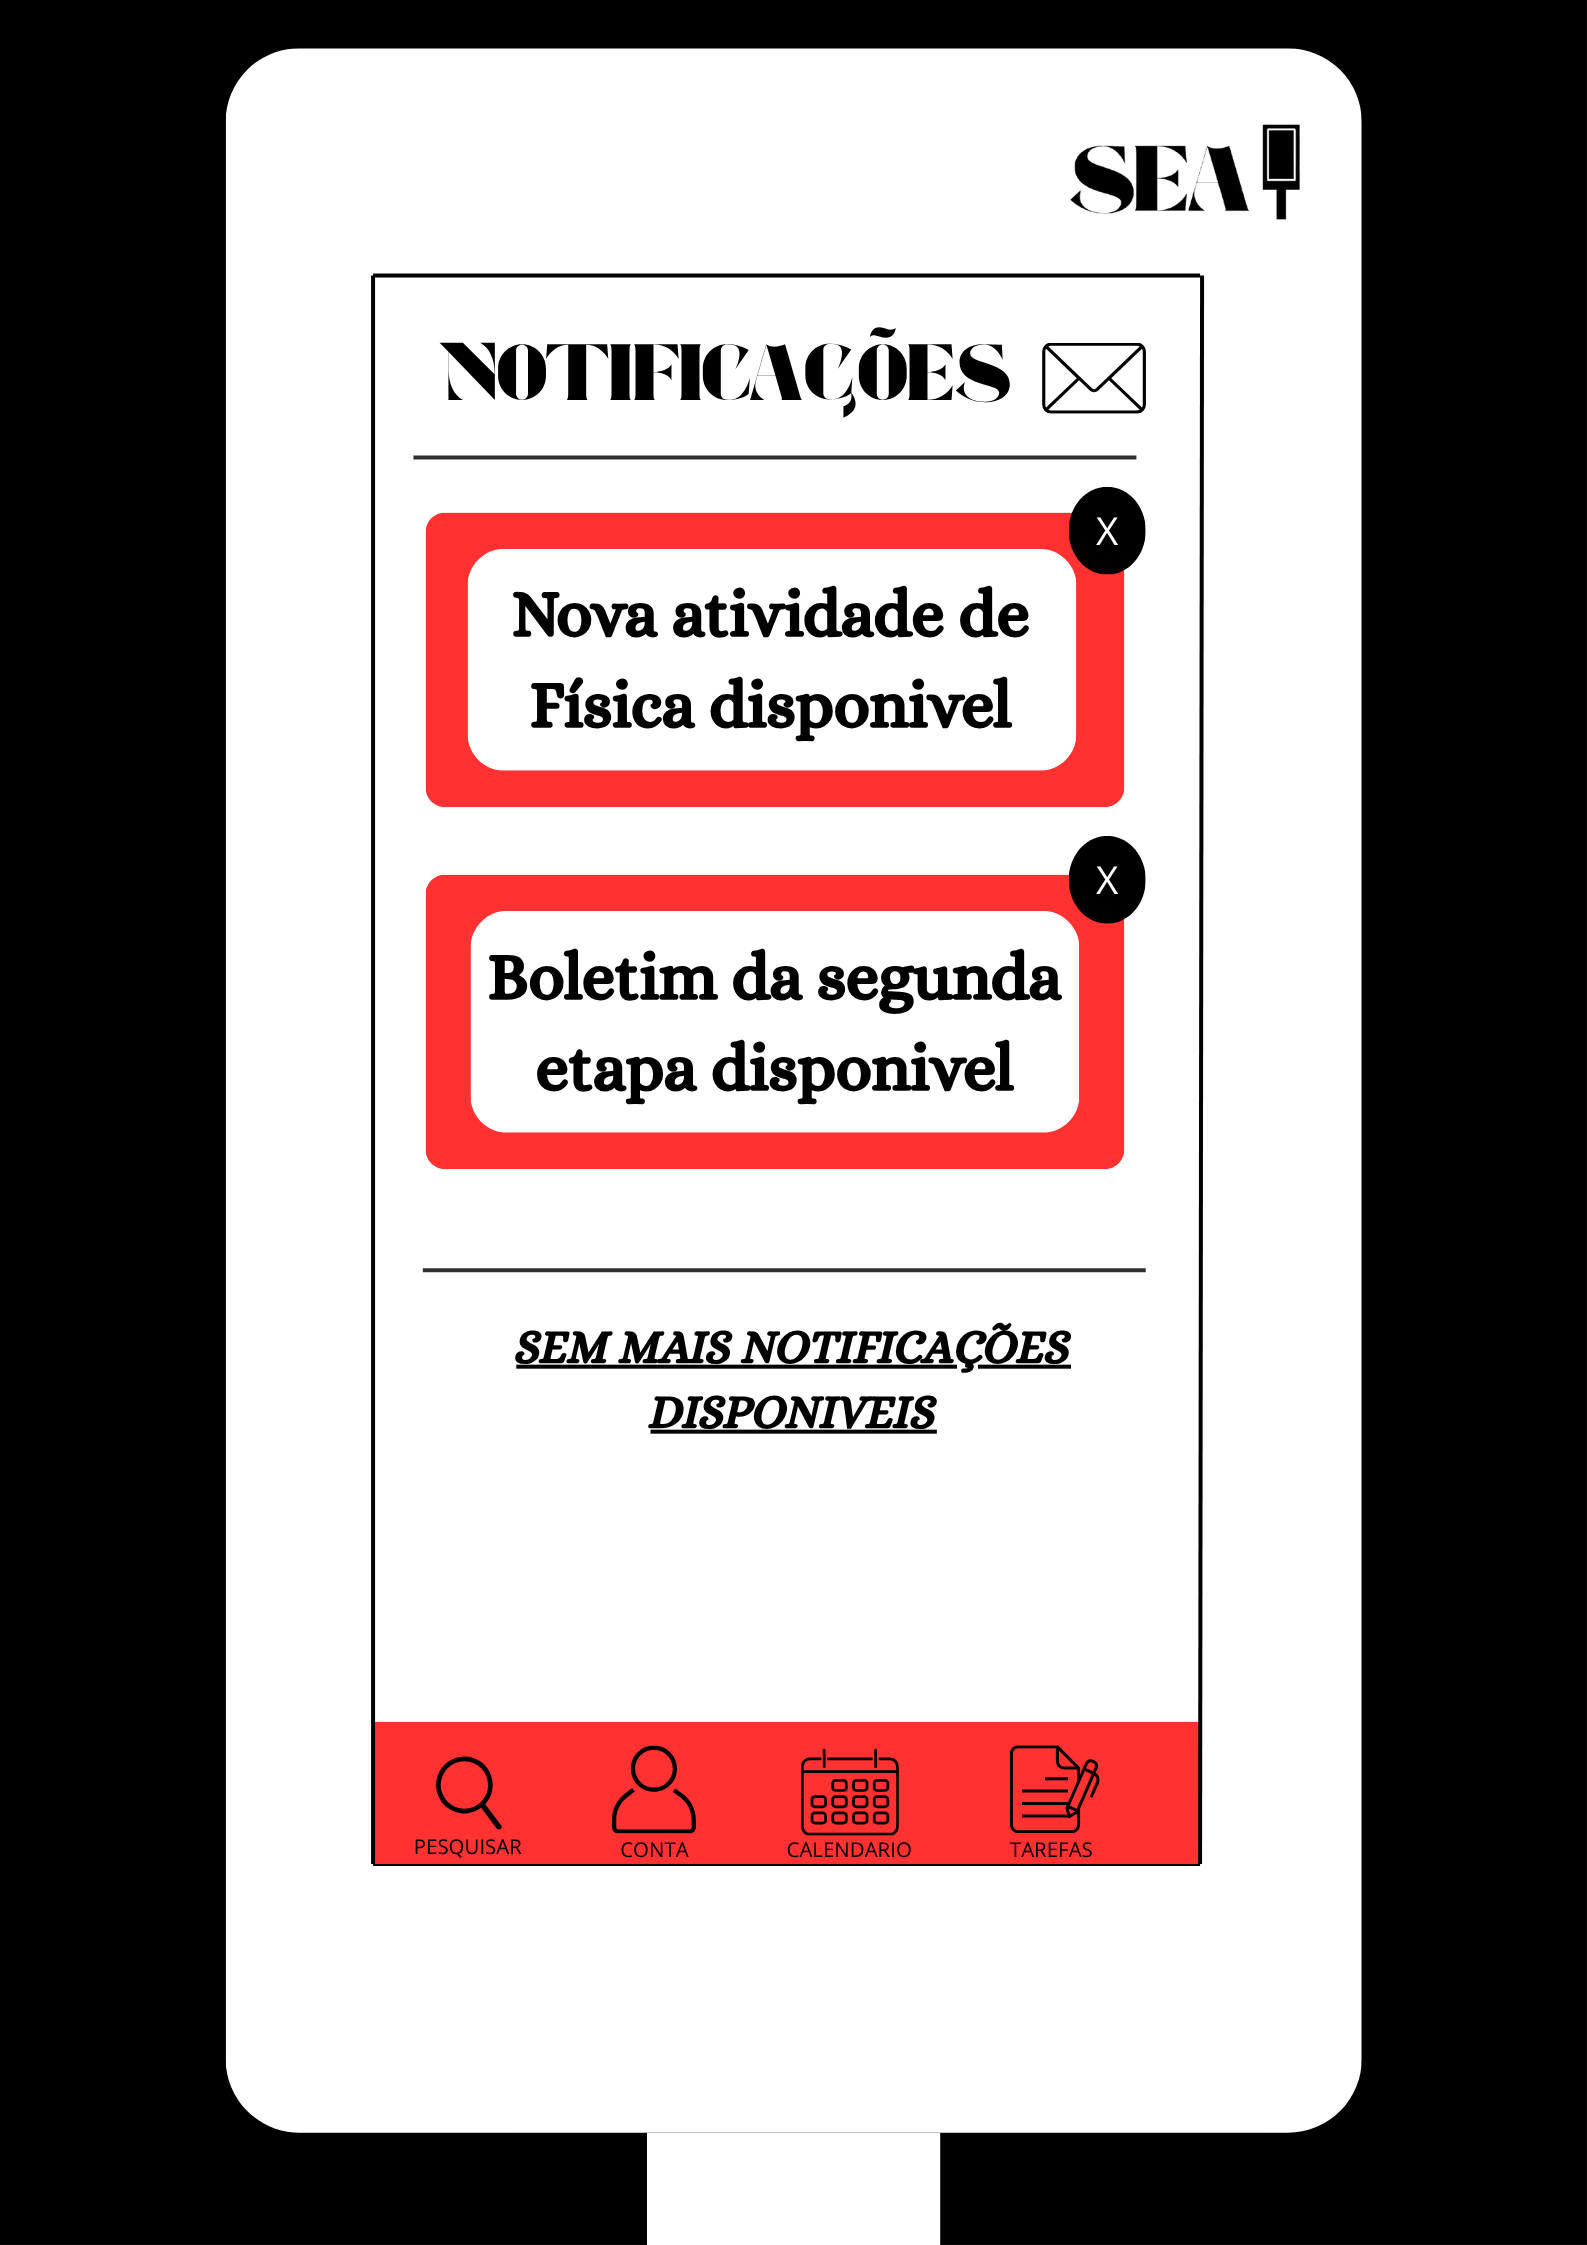 SEA
NOTIFICAÇÕES
X
Nova atividade de
Física disponivel
X
Boletim da segunda
etapa disponivel
SEM MAIS NOTIFICAÇÕES
DISPONIVEIS
PESQUISAR
CONTA
CALENDARIO
TAREFAS